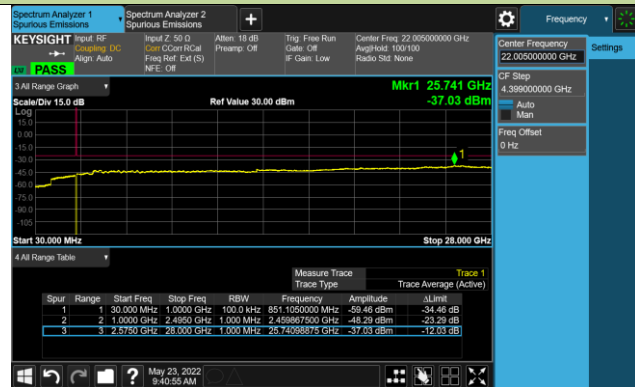 Spectrum Analyzer 1
Spurious Emissions
Spectrum Analyzer 2
Spurious Emissions
+
Frequency
KEYSIGHT
Input: RF
Coupling: DC
Align: Auto
Input Z: 50 Ω
Corr CCorr RCal
Freq Ref: Ext (S)
NFE: Off
Atten: 18 dB
Preamp: Off
Trig: Free Run
Gate: Off
IF Gain: Low
Center Freq: 22.005000000 GHz
Avg|Hold: 100/100
Radio Std: None
PASS
3 All Range Graph
Mkr1 25.741 GHz
-37.03 dBm
Scale/Div 15.0 dB
Ref Value 30.00 dBm
Log
15.0
0.00
-15.0
-30.0
-45.0
-60.0
-75.0
-90.0
-105
1
Start 30.000 MHz
Stop 28.000 GHz
4 All Range Table
Measure Trace Trace 1
Trace Type Trace Average (Active)
Spur Range Start Freq Stop Freq RBW Frequency Amplitude ΔLimit
1 1 30.000 MHz 1.0000 GHz 100.0 kHz 851.1050000 MHz -59.46 dBm -34.46 dB
2 2 1.0000 GHz 2.4950 GHz 1.000 MHz 2.459867500 GHz -48.29 dBm -23.29 dB
3 3 2.5750 GHz 28.000 GHz 1.000 MHz 25.74098875 GHz -37.03 dBm -12.03 dB
May 23, 2022
9:40:55 AM
?
Center Frequency
22.005000000 GHz
Settings
CF Step
4.399000000 GHz
Auto
Man
Freq Offset
0 Hz